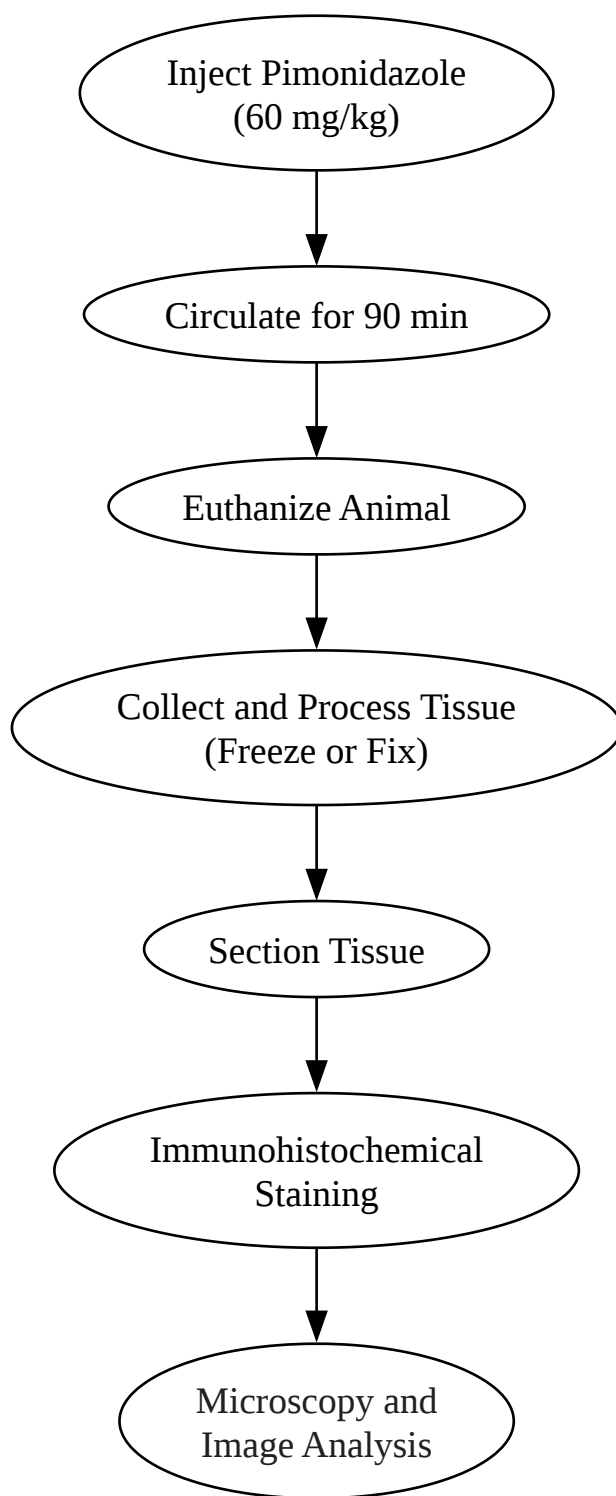 Inject Pimonidazole
(60 mg/kg)
Circulate for 90 min
Euthanize Animal
Collect and Process Tissue
(Freeze or Fix)
Section Tissue
Immunohistochemical
Staining
Microscopy and
Image Analysis